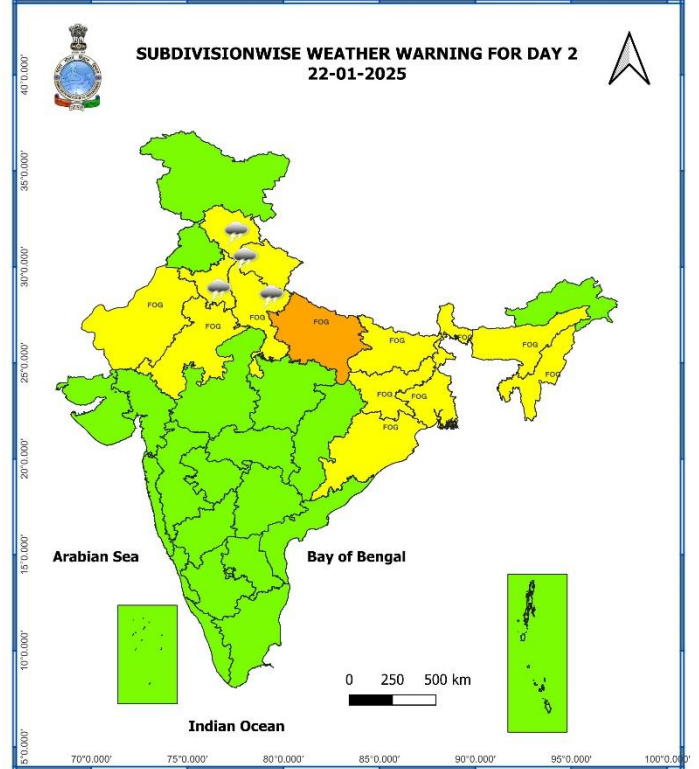 SUBDIVISIONWISE WEATHER WARNING FOR DAY 2
22-01-2025
40°0.000'
35°0.000'
30°0.000'
25°0.000'
20°0.000'
15°0.000'
10°0.000'
5°0.000'
FOG
FOG
FOG
FOG
FOG
FOG
FOG
FOG
FOG
FOG
FOG
Arabian Sea
Bay of Bengal
0 250 500 km
Indian Ocean
70°0.000' 75°0.000' 80°0.000' 85°0.000' 90°0.000' 95°0.000' 100°0.000'